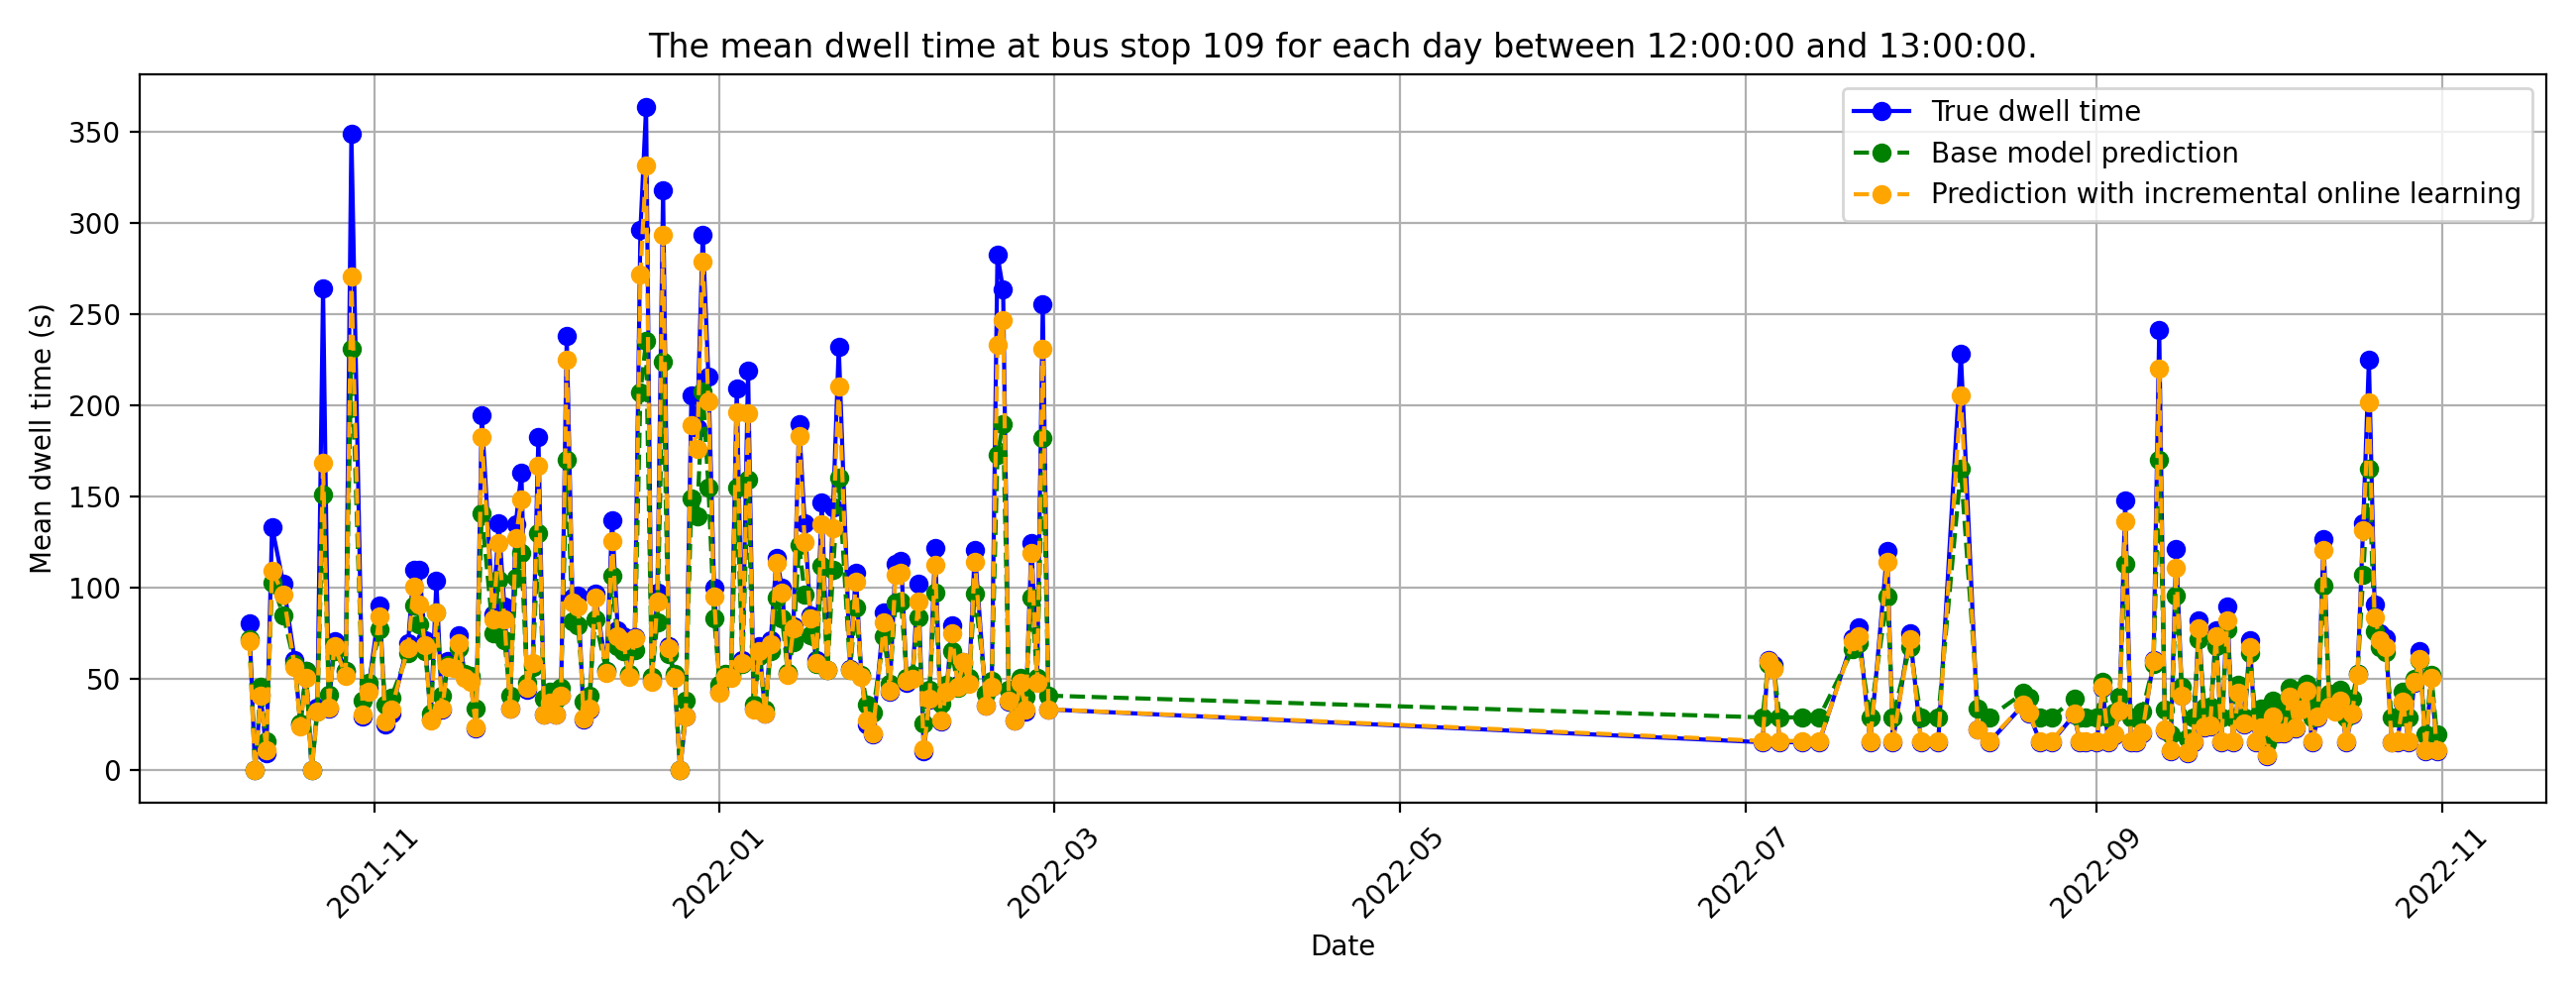 The mean dwell time at bus stop 109 for each day between 12:00:00 and 13:00:00.
True dwell time
Base model prediction
Prediction with incremental online learning
Mean dwell time (s)
350
300
250
200
150
100
50
0
2021-11
2022-01
2022-03
2022-05
2022-07
2022-09
2022-11
Date